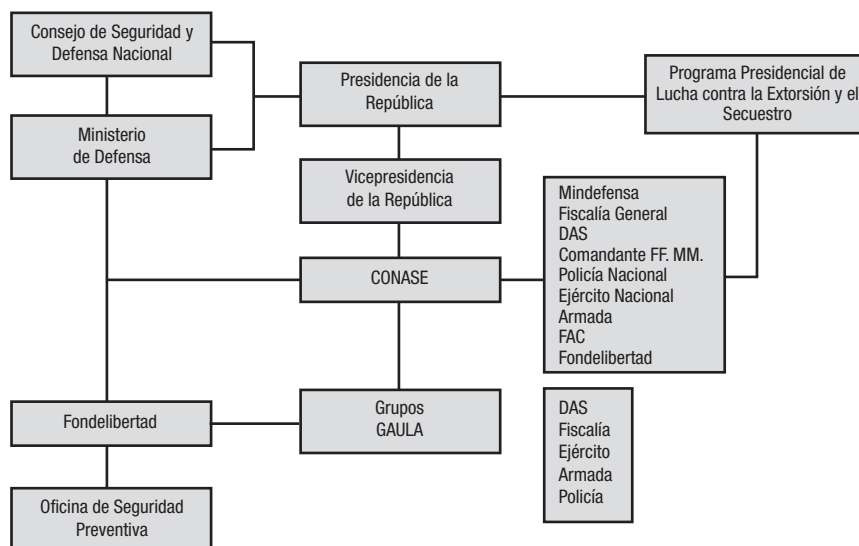 Consejo de Seguridad y
Defensa Nacional
Presidencia de la
República
Programa Presidencial de
Lucha contra la Extorsión y el
Secuestro
Ministerio
de Defensa
Vicepresidencia
de la República
Mindefensa
Fiscalía General
DAS
Comandante FF. MM.
Policía Nacional
Ejército Nacional
Armada
FAC
Fondelibertad
CONASE
Fondelibertad
Grupos
GAULA
DAS
Fiscalía
Ejército
Armada
Policía
Oficina de Seguridad
Preventiva